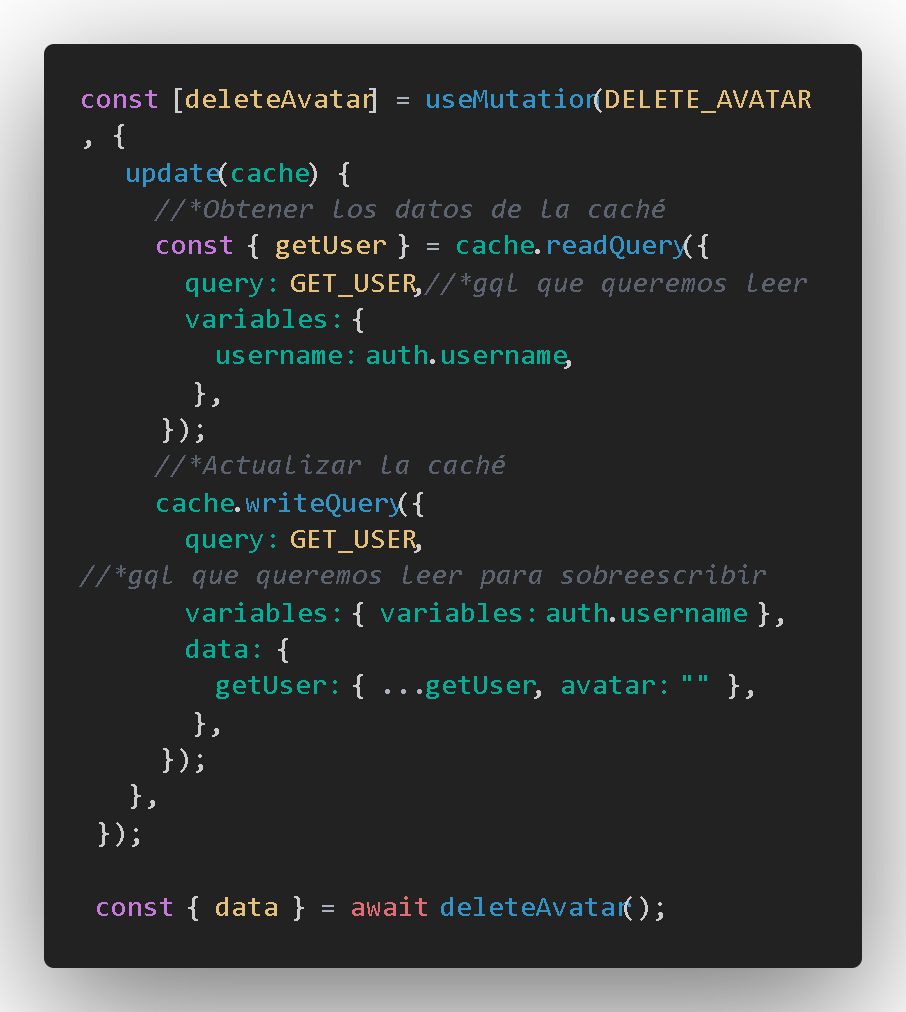 const [deleteAvatar] = useMutation(DELETE_AVATAR
, {
update(cache) {
//*Obtener los datos de la caché
const { getUser } = cache.readQuery({
query: GET_USER,//*gql que queremos leer
variables: {
username: auth.username,
},
});
//*Actualizar la caché
cache.writeQuery({
query: GET_USER,
//*gql que queremos leer para sobreescribir
variables: { variables: auth.username },
data: {
getUser: { ...getUser, avatar: "" },
},
});
},
});
const { data } = await deleteAvatar();